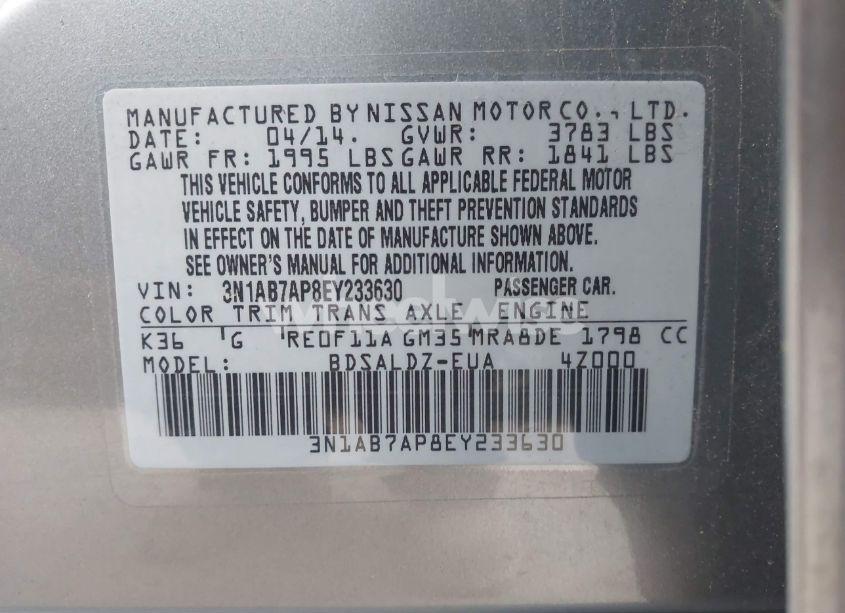 MANUFACTURED BY NISSAN MOTOR CO., LTD.
DATE: 04/14. GVWR: 3783 LBS
GAWR FR: 1995 LBS GAWR RR: 1841 LBS
THIS VEHICLE CONFORMS TO ALL APPLICABLE FEDERAL MOTOR
VEHICLE SAFETY, BUMPER AND THEFT PREVENTION STANDARDS
IN EFFECT ON THE DATE OF MANUFACTURE SHOWN ABOVE.
SEE OWNER'S MANUAL FOR ADDITIONAL INFORMATION.
VIN: 3N1AB7AP8EY233630 PASSENGER CAR.
COLOR TRIM TRANS AXLE ENGINE
K36 'G 'RE0F11A GM35 MRA8DE 1798 CC
MODEL: BDSALDZ-EUA 4Z000
3N1AB7AP8EY233630